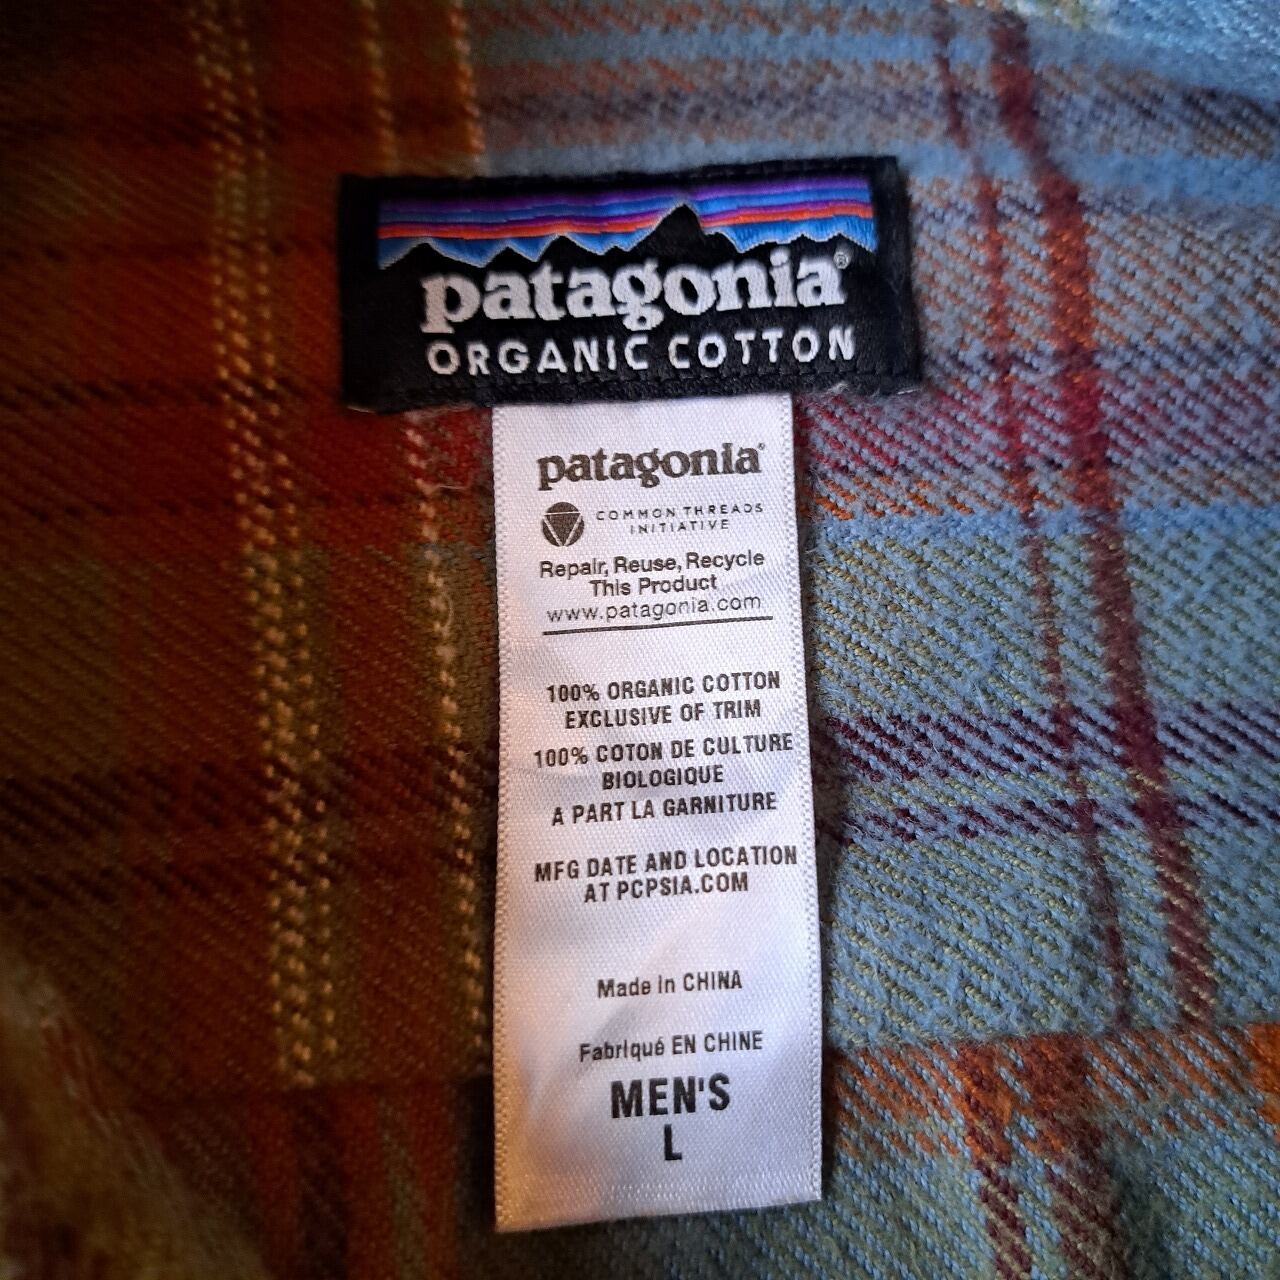 patagonia®
ORGANIC COTTON
patagonia®
COMMON THREADS
INITIATIVE
Repair, Reuse, Recycle
This Product
www.patagonia.com
100% ORGANIC COTTON
EXCLUSIVE OF TRIM
100% COTON DE CULTURE
BIOLOGIQUE
A PART LA GARNITURE
MFG DATE AND LOCATION
AT PCPSIA.COM
Made in CHINA
Fabriqué EN CHINE
MEN'S
L